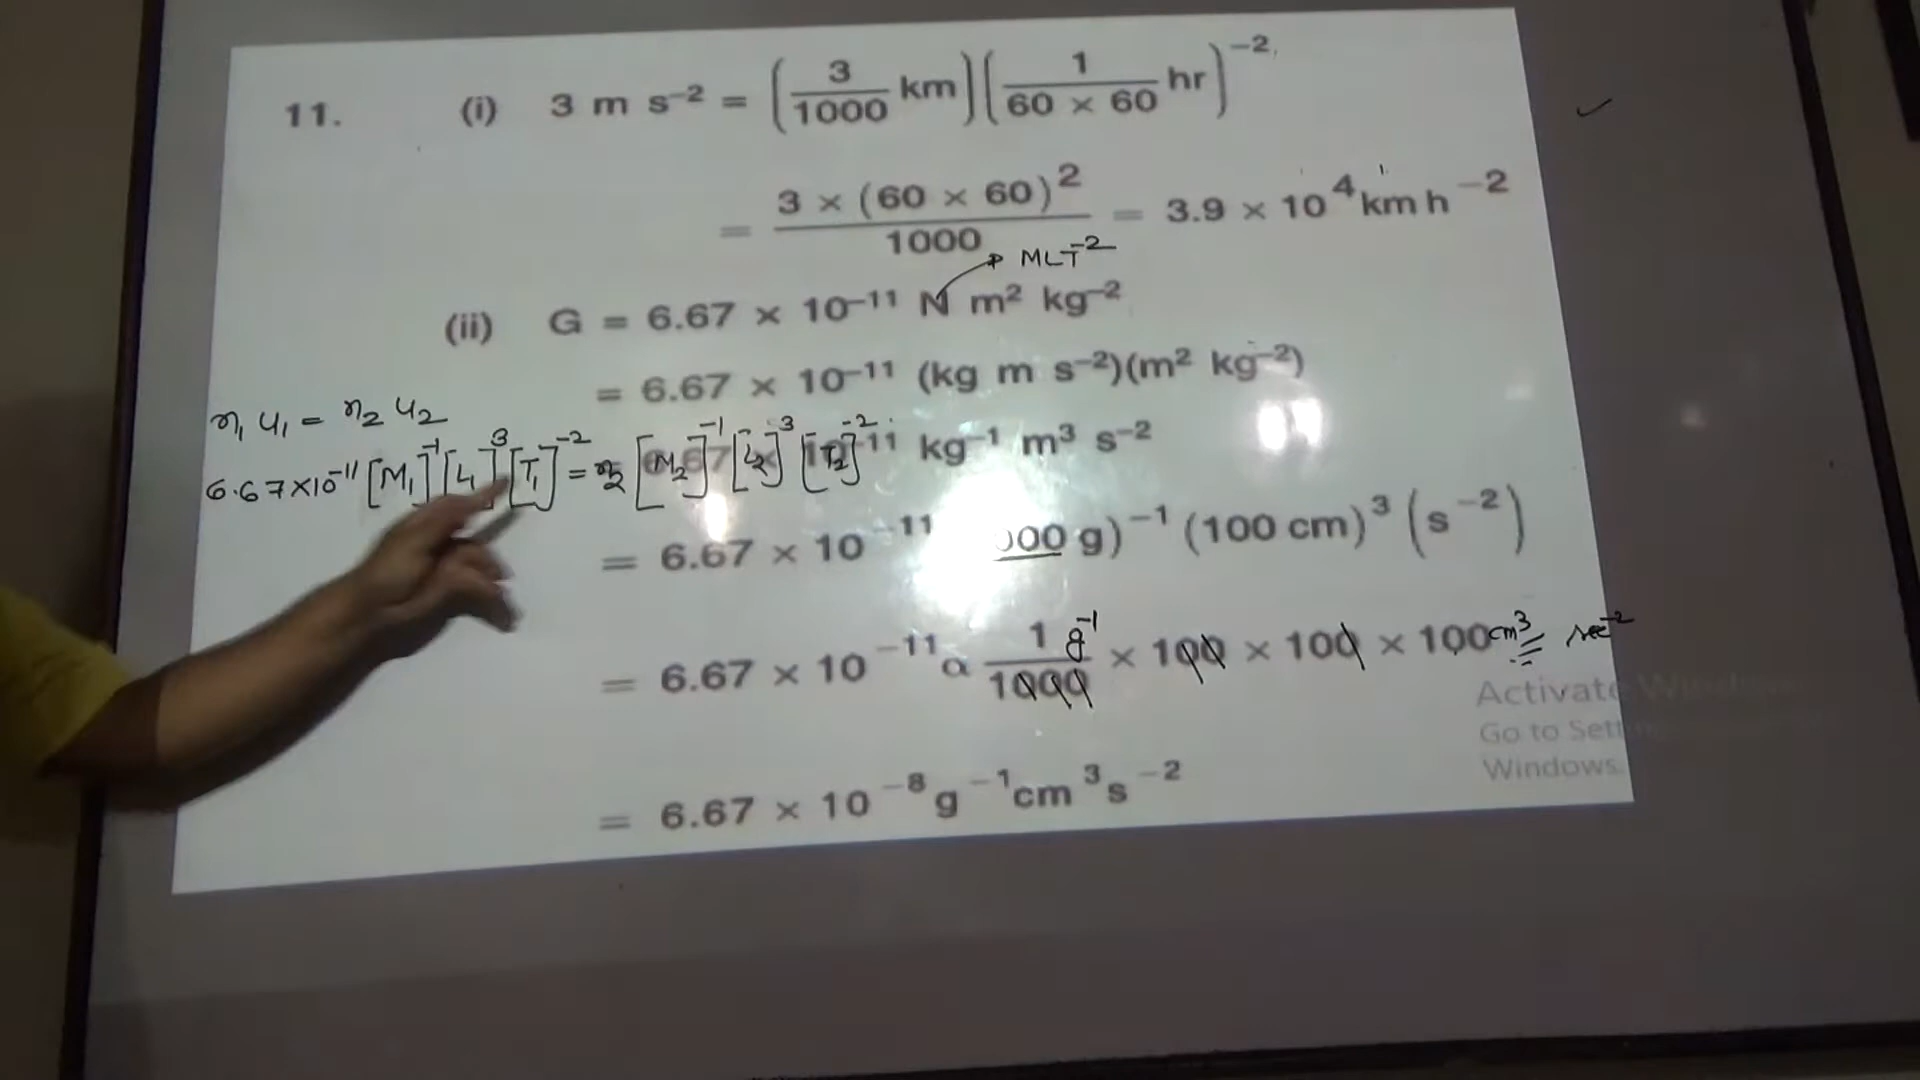 11. (i) 3 m s⁻² = (3/1000 km)(1/60 × 60 hr)⁻²
= 3 × (60 × 60)²/1000 = 3.9 × 10⁴ km h⁻²
MLT⁻²
(ii) G = 6.67 × 10⁻¹¹ N m² kg⁻²
= 6.67 × 10⁻¹¹ (kg m s⁻²)(m² kg⁻²)
n₁ u₁ = n₂ u₂
kg⁻¹ m³ s⁻²
6.67×10⁻¹¹ [M₁]⁻¹ [L₁]³ [T₁]⁻² = n₂ [M₂]⁻¹ [L₂]³ [T₂]⁻²
= 6.67 × 10⁻¹¹ 000 g)⁻¹ (100 cm)³ (s⁻²)
= 6.67 × 10⁻¹¹ 1 g⁻¹/1000 × 100 × 100 × 100 cm³ sec⁻²
Activate Windows
Go to Sett
Windows.
= 6.67 × 10⁻⁸ g⁻¹cm³s⁻²